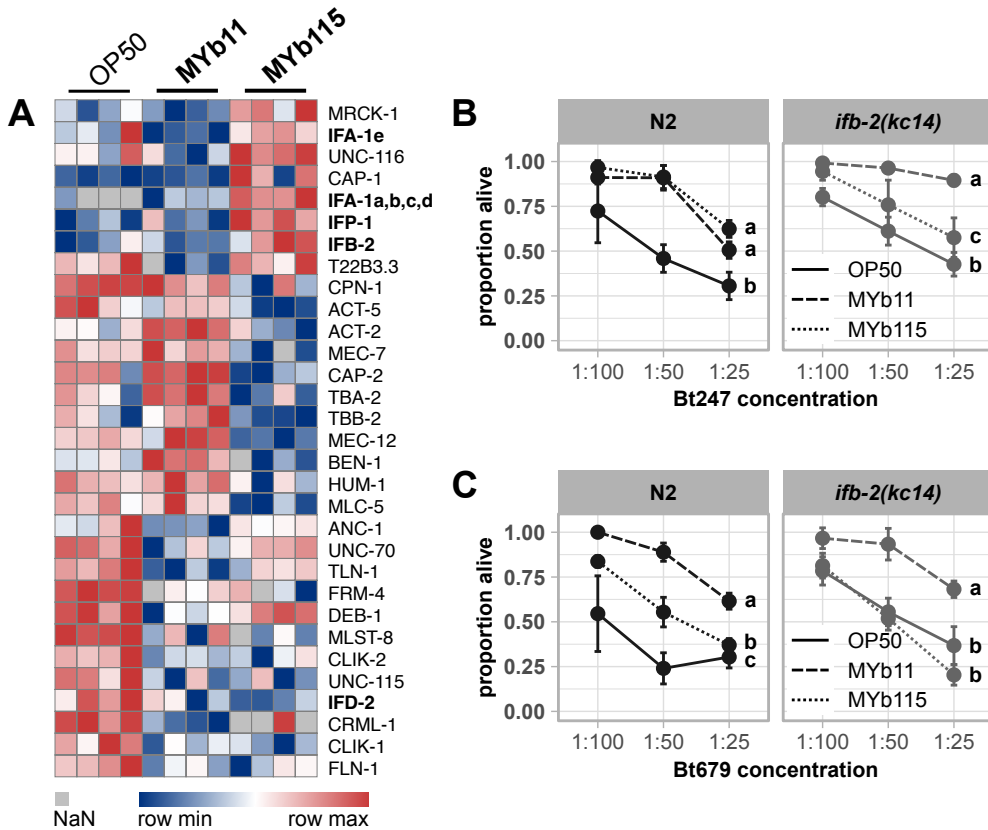 A
OP50
MYb11
MYb115
MRCK-1
IFA-1e
UNC-116
CAP-1
IFA-1a,b,c,d
IFP-1
IFB-2
T22B3.3
CPN-1
ACT-5
ACT-2
MEC-7
CAP-2
TBA-2
TBB-2
MEC-12
BEN-1
HUM-1
MLC-5
ANC-1
UNC-70
TLN-1
FRM-4
DEB-1
MLST-8
CLIK-2
UNC-115
IFD-2
CRML-1
CLIK-1
FLN-1
NaN
row min
row max
B
N2
ifb-2(kc14)
proportion alive
1.00
0.75
0.50
0.25
0.00
a
a
b
a
c
b
OP50
MYb11
MYb115
1:100
1:50
1:25
1:100
1:50
1:25
Bt247 concentration
C
N2
ifb-2(kc14)
proportion alive
1.00
0.75
0.50
0.25
0.00
a
b
c
a
b
b
OP50
MYb11
MYb115
1:100
1:50
1:25
1:100
1:50
1:25
Bt679 concentration